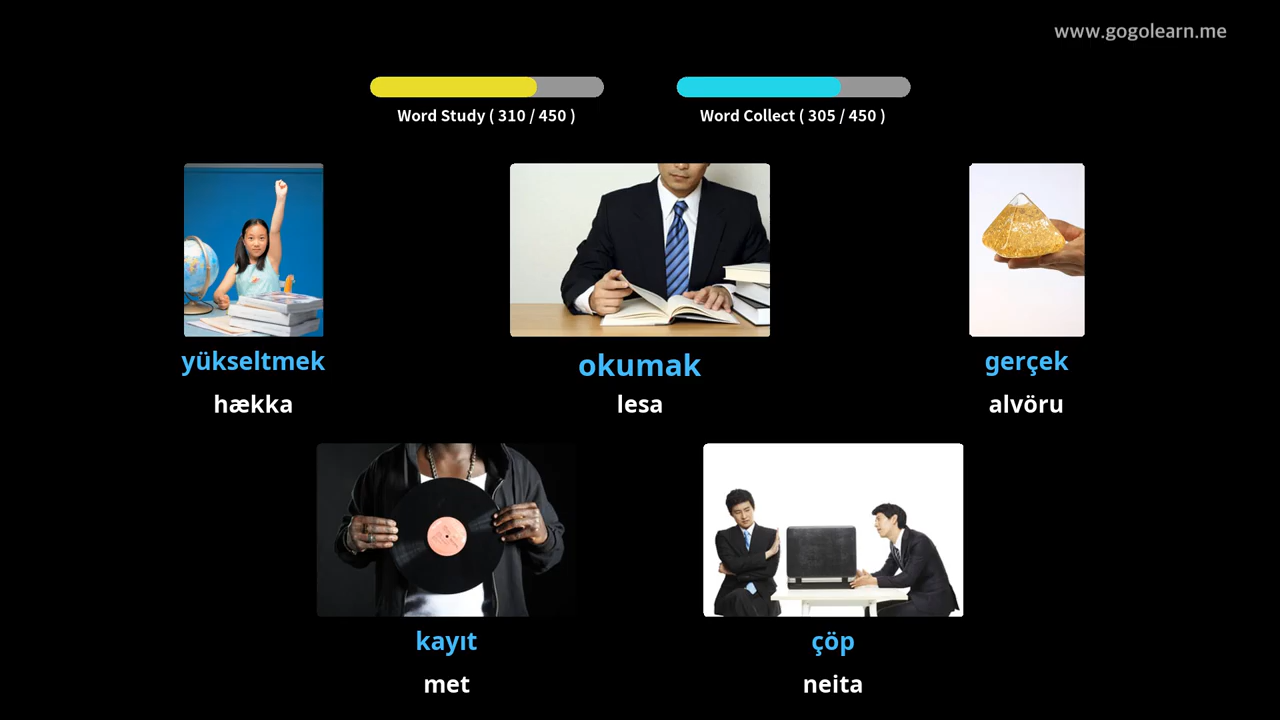 www.gogolearn.me
Word Study ( 310 / 450 )
Word Collect ( 305 / 450 )
yükseltmek
okumak
gerçek
hækka
lesa
alvöru
kayıt
çöp
met
neita